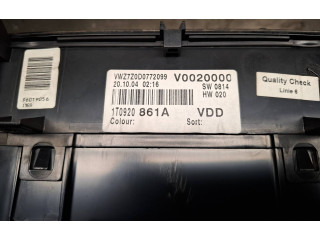 VWZ7Z0D0772099 V0020000
20.10.04 02:16 SW 0814
HW 020
1T0920 861A VDD
Colour: Sort:
Quality Check
Linie 6